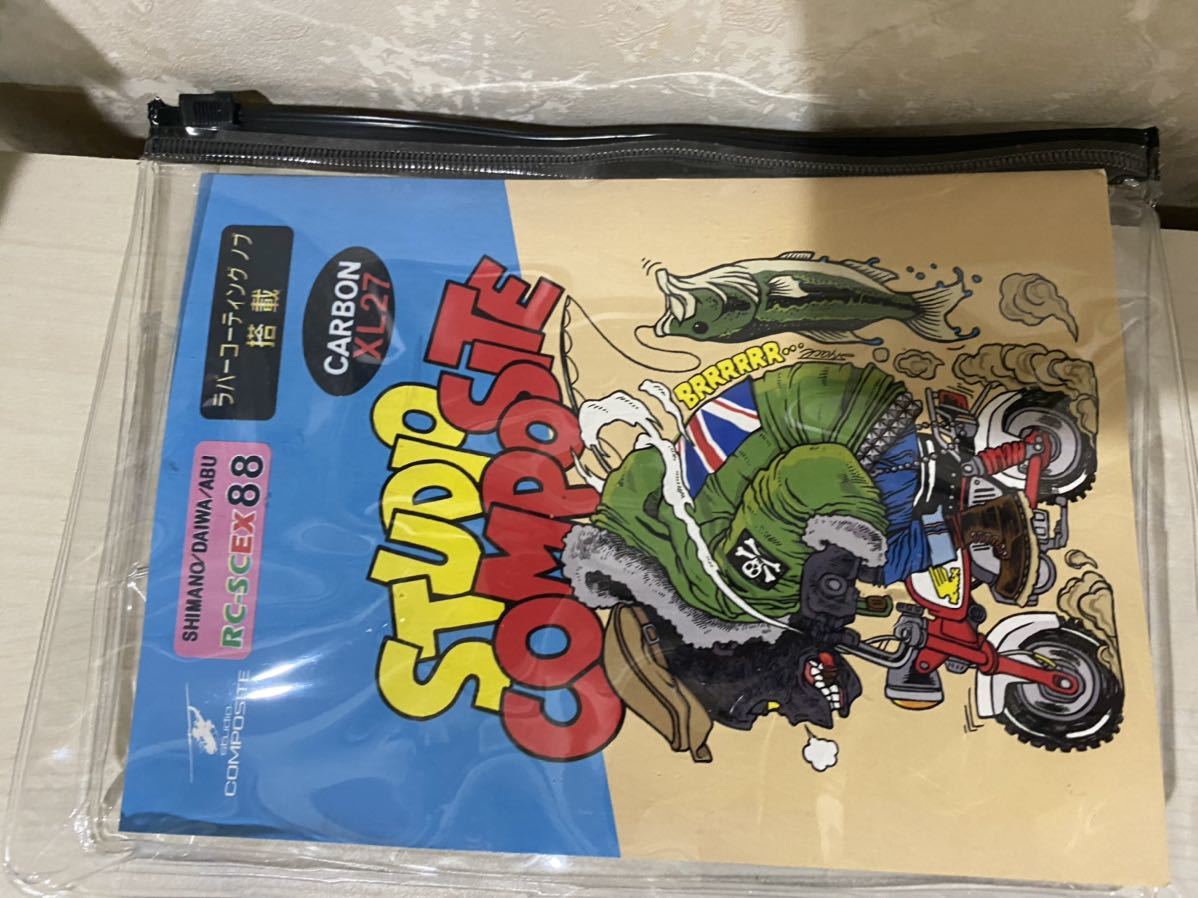 STUDIO
COMPOSITE
CARBON
XL27
ラバーコーティングノブ
搭載
SHIMANO/DAIWA/ABU
RC-SCEX88
studio
COMPOSITE
BRRRRRR...